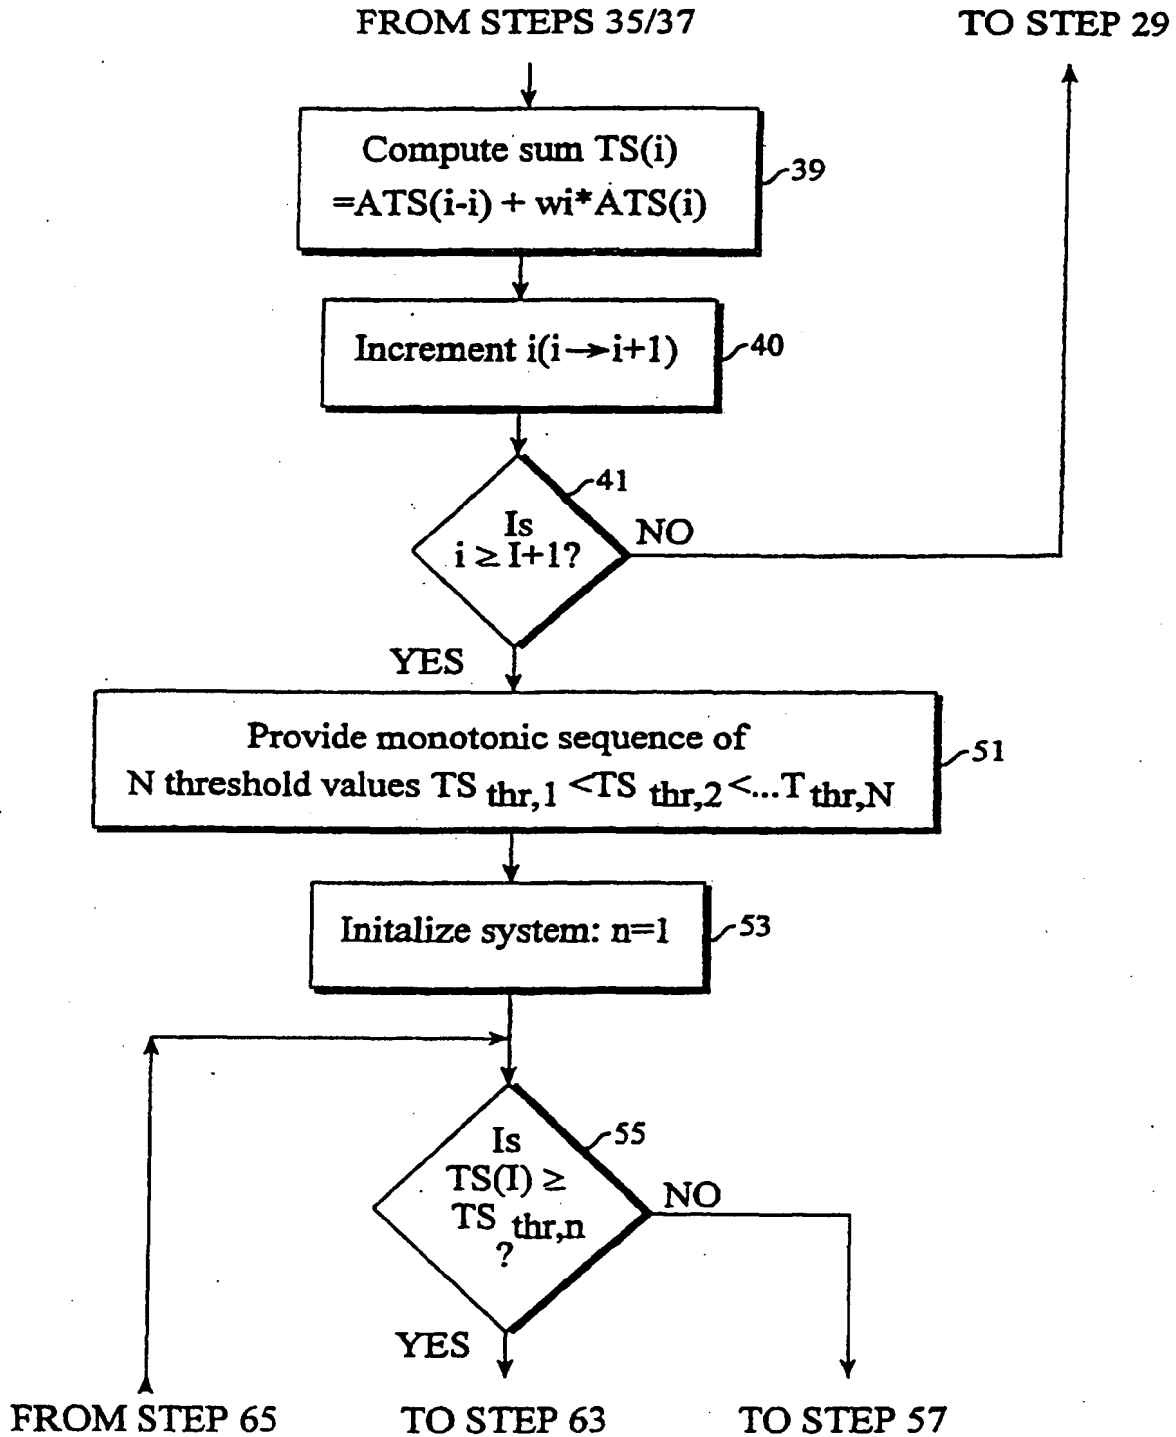 FROM STEPS 35/37
TO STEP 29
Compute sum TS(i)
=ATS(i-i) + wi*ATS(i)
39
Increment i(i→i+1)
40
41
Is
i ≥ I+1?
NO
YES
Provide monotonic sequence of
N threshold values TS thr,1 <TS thr,2 <...T thr,N
51
Initalize system: n=1
53
55
Is
TS(I) ≥
TS thr,n
?
NO
YES
FROM STEP 65
TO STEP 63
TO STEP 57